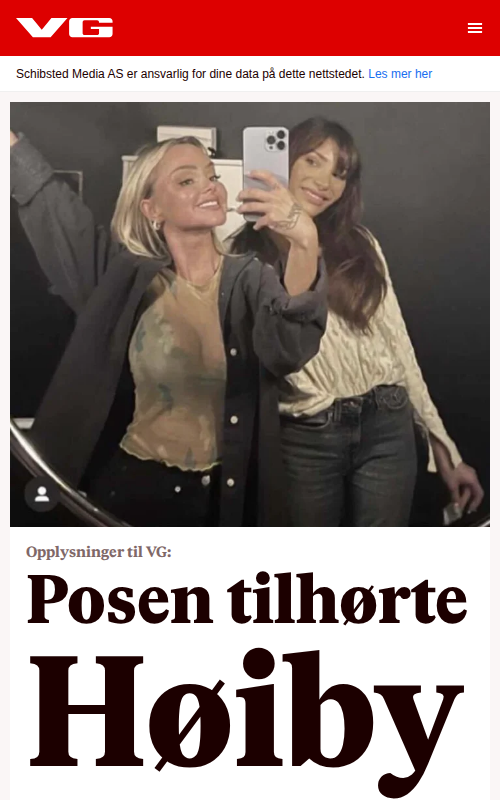 VG
Schibsted Media AS er ansvarlig for dine data på dette nettstedet. Les mer her
Opplysninger til VG:
Posen tilhørte
Høiby